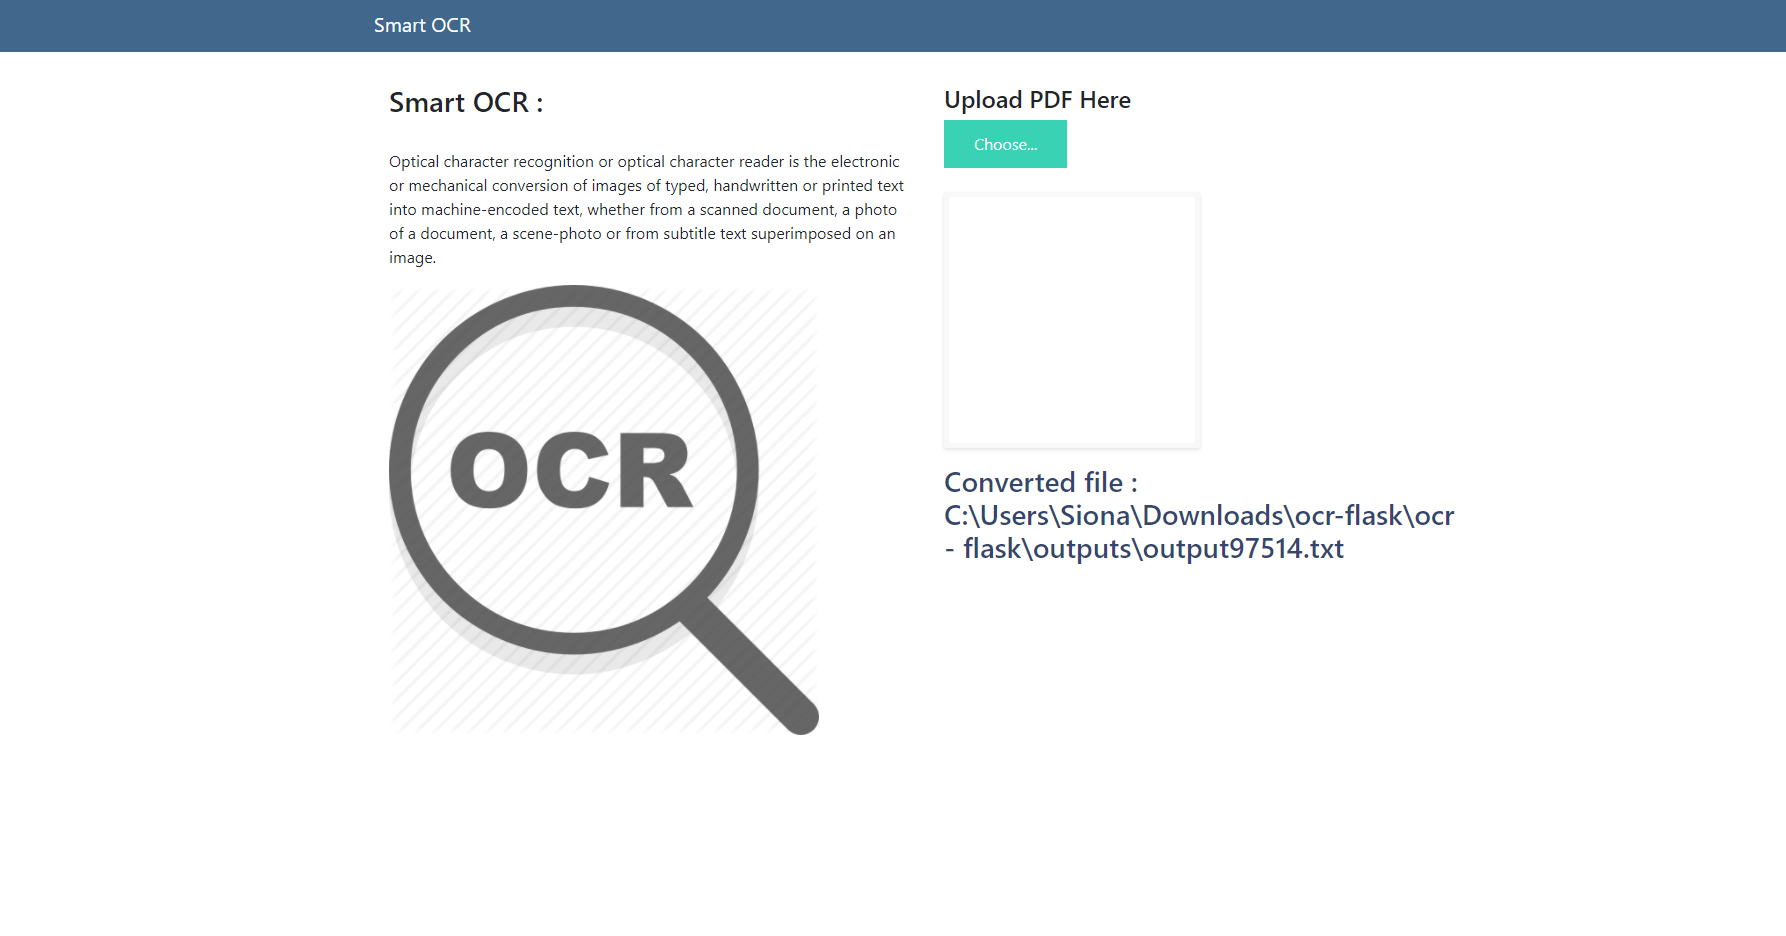 Smart OCR
Smart OCR :
Optical character recognition or optical character reader is the electronic
or mechanical conversion of images of typed, handwritten or printed text
into machine-encoded text, whether from a scanned document, a photo
of a document, a scene-photo or from subtitle text superimposed on an
image.
OCR
Upload PDF Here
Choose...
Converted file :
C:\Users\Siona\Downloads\ocr-flask\ocr
- flask\outputs\output97514.txt